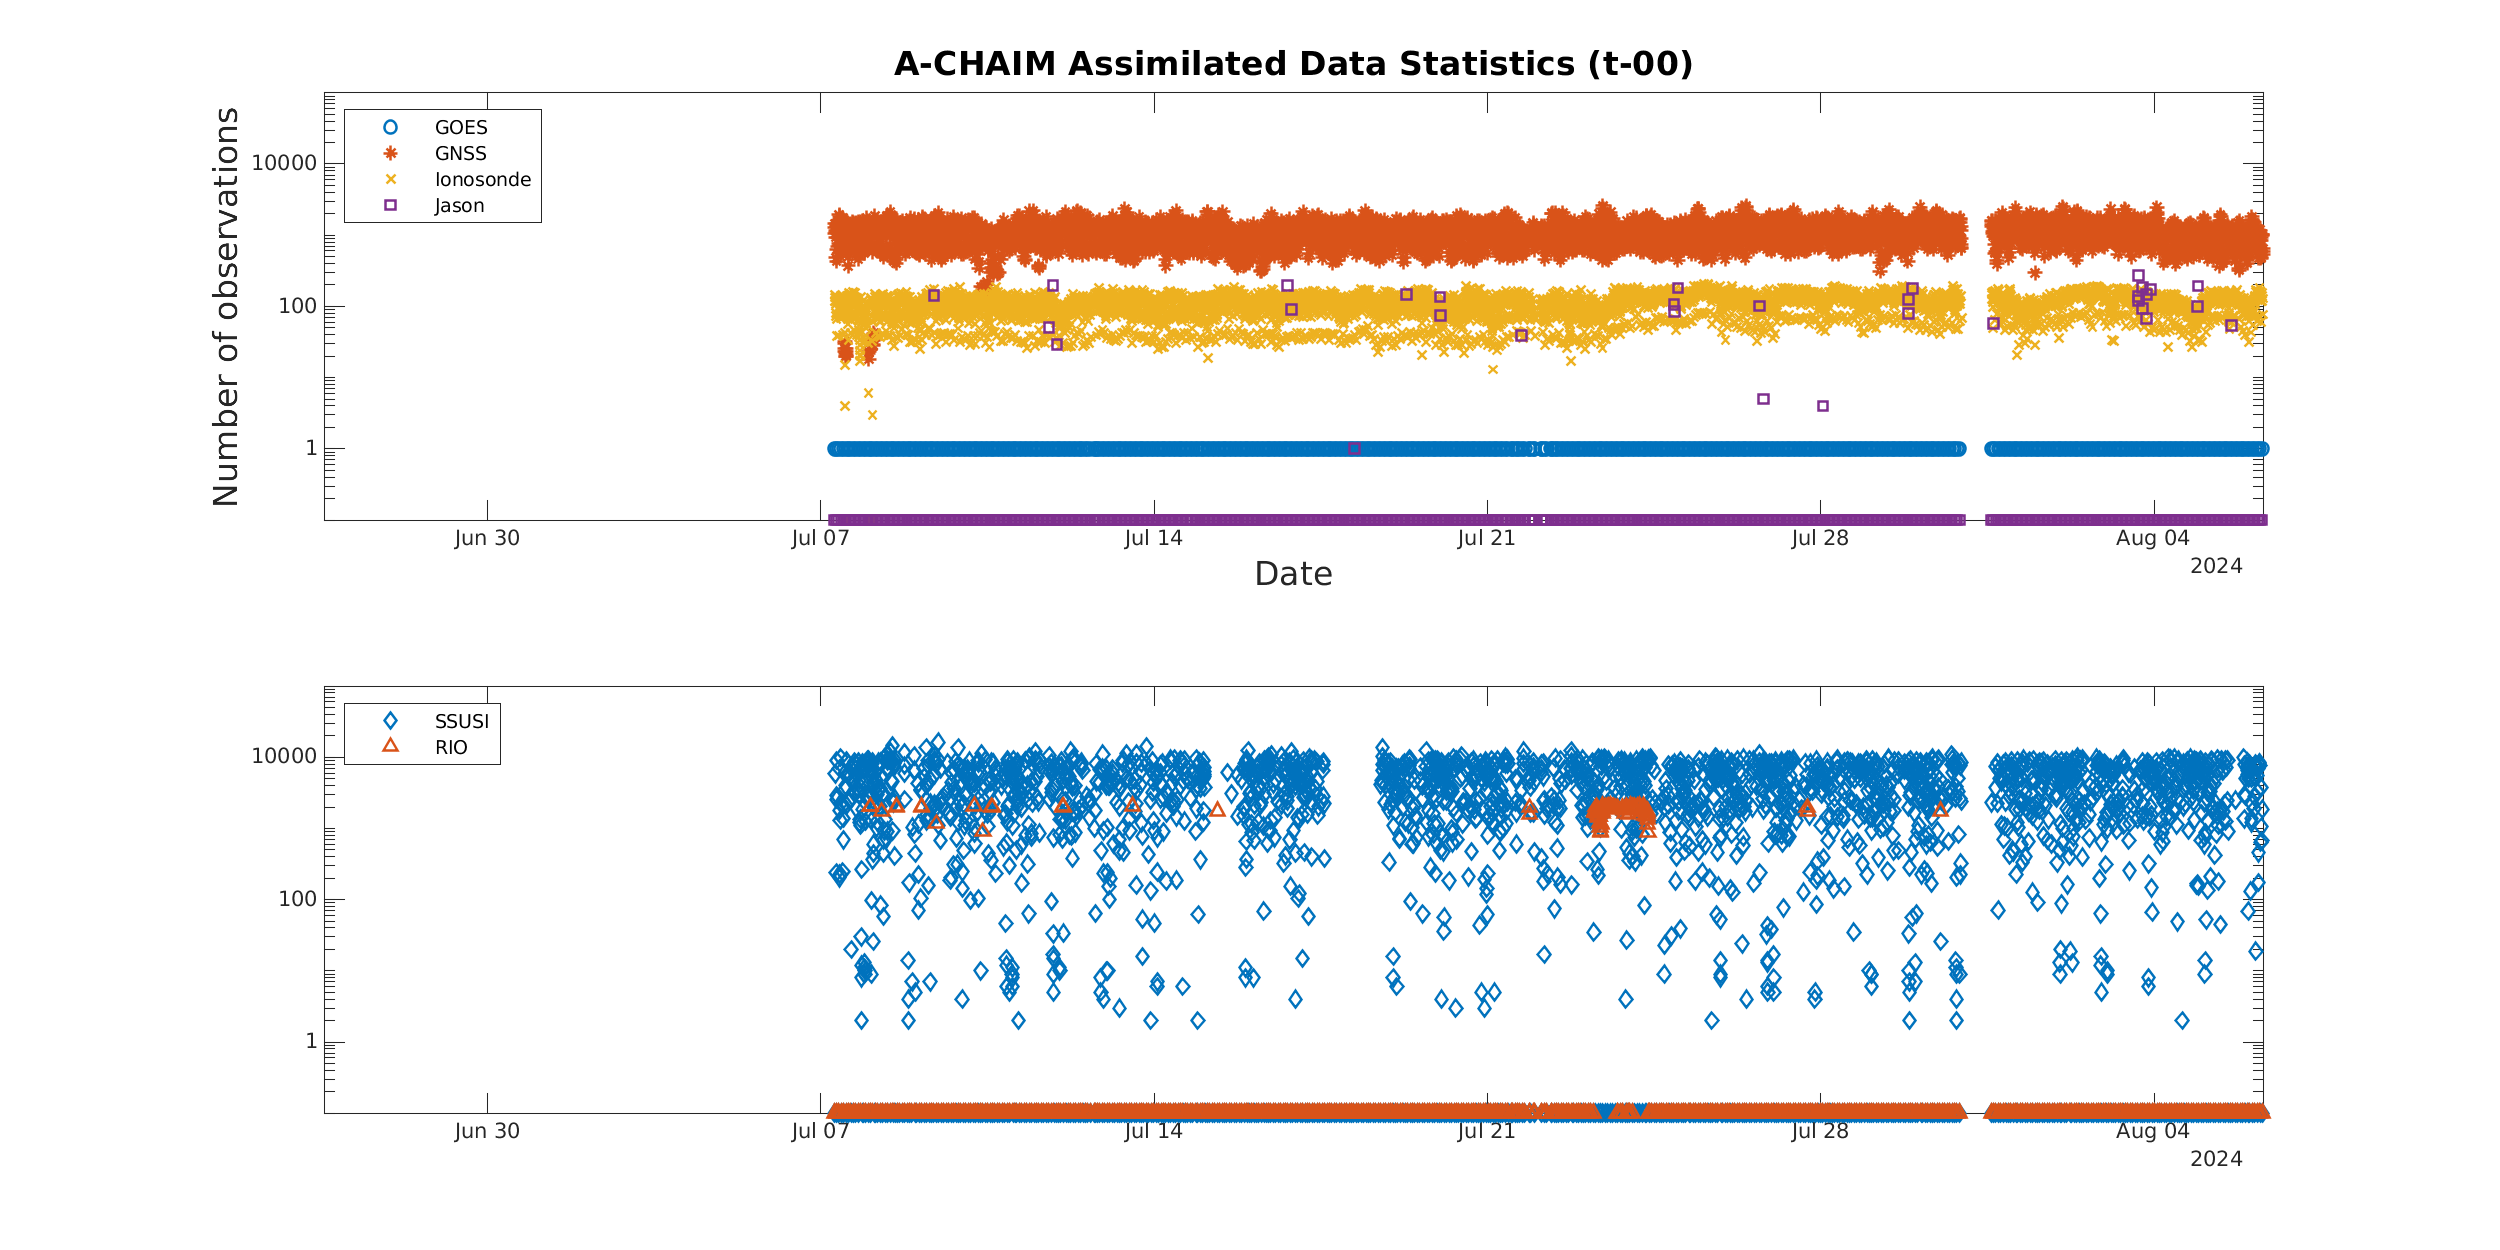 A-CHAIM Assimilated Data Statistics (t-00)
Number of observations
GOES
GNSS
Ionosonde
Jason
10000
100
1
Jun 30
Jul 07
Jul 14
Jul 21
Jul 28
Aug 04
2024
Date
SSUSI
RIO
10000
100
1
Jun 30
Jul 07
Jul 14
Jul 21
Jul 28
Aug 04
2024